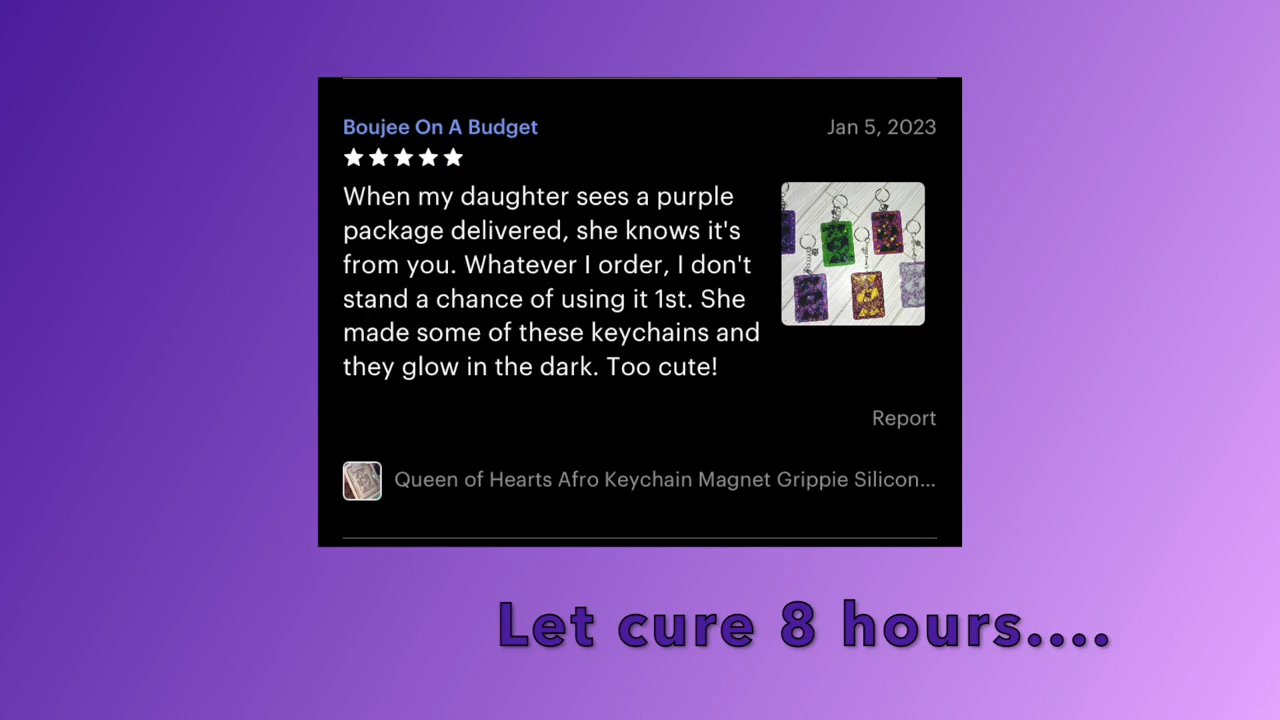 Boujee On A Budget
Jan 5, 2023
When my daughter sees a purple
package delivered, she knows it's
from you. Whatever I order, I don't
stand a chance of using it 1st. She
made some of these keychains and
they glow in the dark. Too cute!
Report
Queen of Hearts Afro Keychain Magnet Grippie Silicon...
Let cure 8 hours....